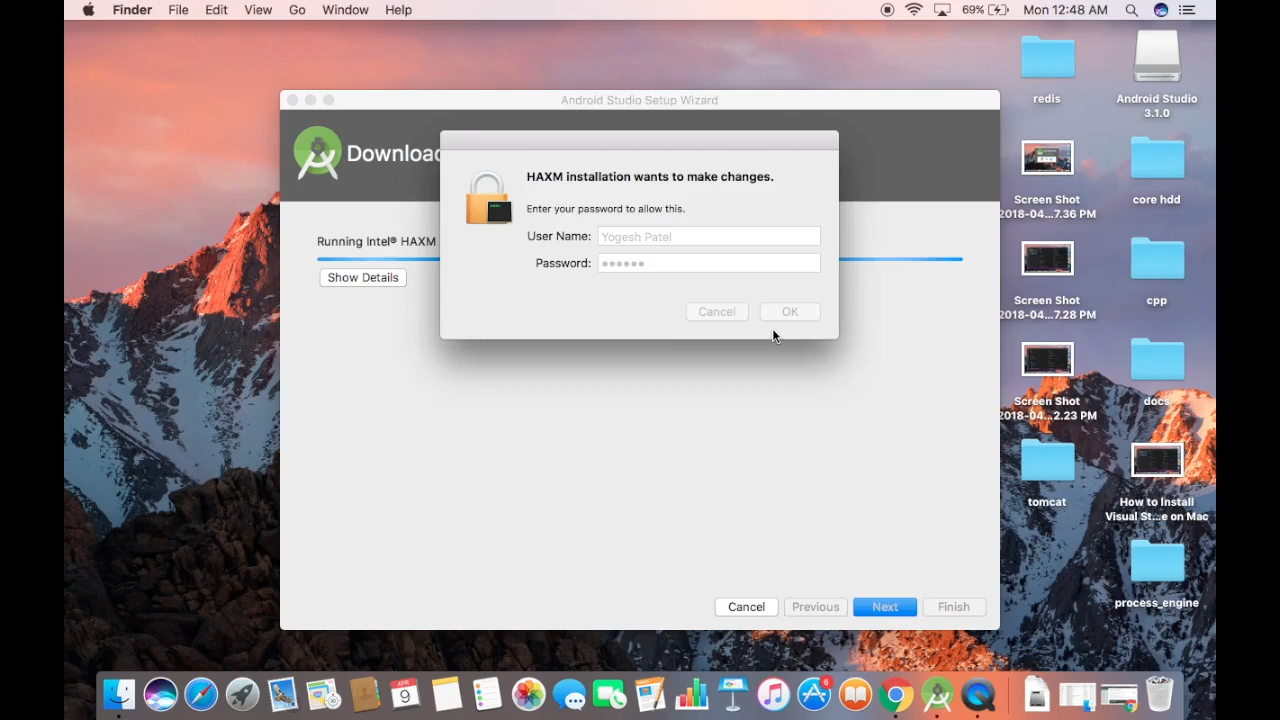 Finder File Edit View Go Window Help 69% Mon 12:48 AM
Android Studio Setup Wizard
Downloa
HAXM installation wants to make changes.
Enter your password to allow this.
User Name: Yogesh Patel
Password: ●●●●●●
Cancel OK
Running Intel® HAXM
Show Details
Cancel Previous Next Finish
redis
Android Studio
3.1.0
Screen Shot
2018-04...7.36 PM
core hdd
Screen Shot
2018-04...7.28 PM
cpp
Screen Shot
2018-04...2.23 PM
docs
tomcat
How to Install
Visual St...e on Mac
process_engine
APR
9
6